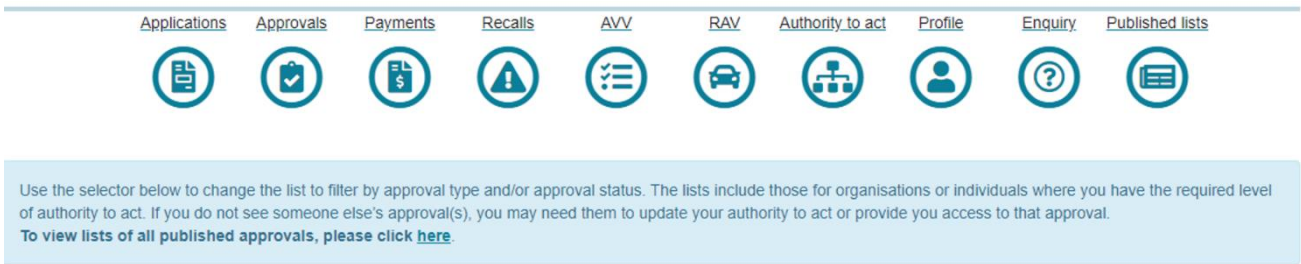 Applications Approvals Payments Recalls AVV RAV Authority to act Profile Enquiry Published lists
Use the selector below to change the list to filter by approval type and/or approval status. The lists include those for organisations or individuals where you have the required level
of authority to act. If you do not see someone else's approval(s), you may need them to update your authority to act or provide you access to that approval.
To view lists of all published approvals, please click here.